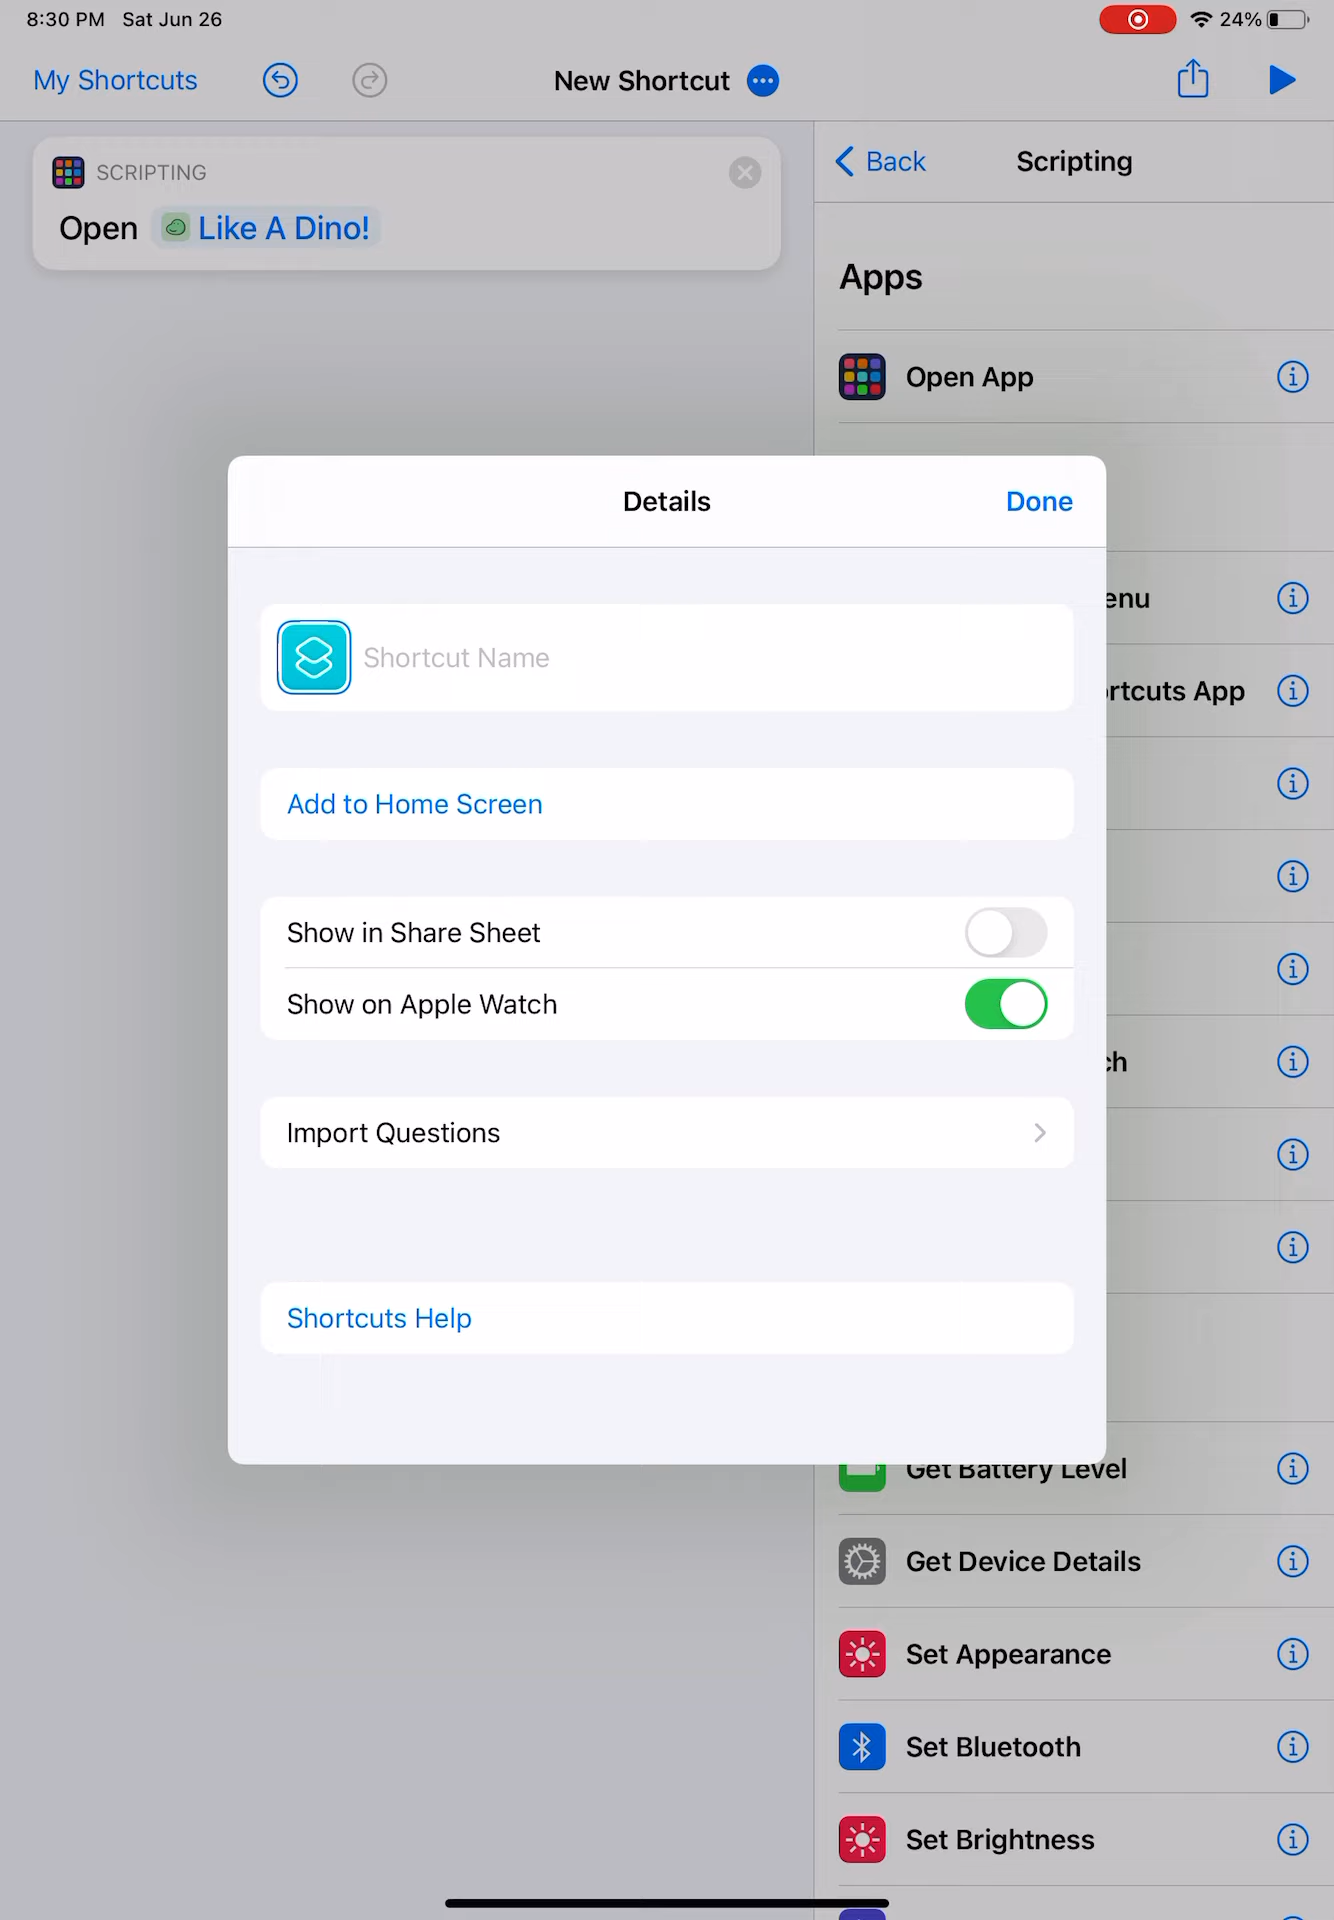 8:30 PM Sat Jun 26
24%
My Shortcuts
New Shortcut
SCRIPTING
Open Like A Dino!
Back
Scripting
Apps
Open App
Details
Done
Shortcut Name
enu
rtcuts App
Add to Home Screen
Show in Share Sheet
Show on Apple Watch
ch
Import Questions
Shortcuts Help
Get Battery Level
Get Device Details
Set Appearance
Set Bluetooth
Set Brightness